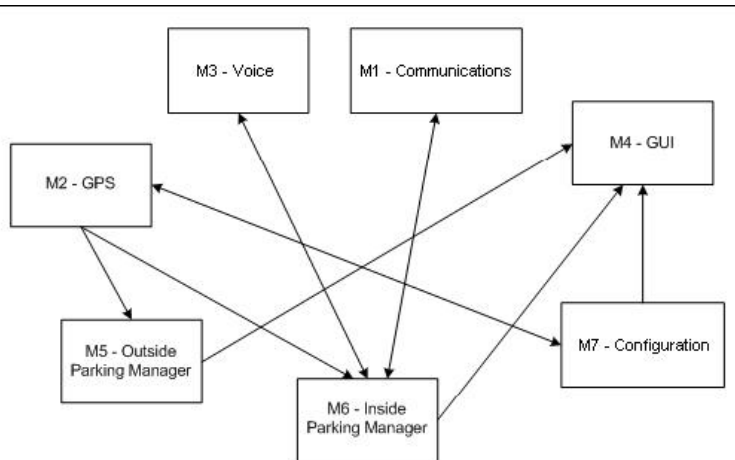 M3 - Voice
M1 - Communications
M4 - GUI
M2 - GPS
M5 - Outside
Parking Manager
M7 - Configuration
M6 - Inside
Parking Manager